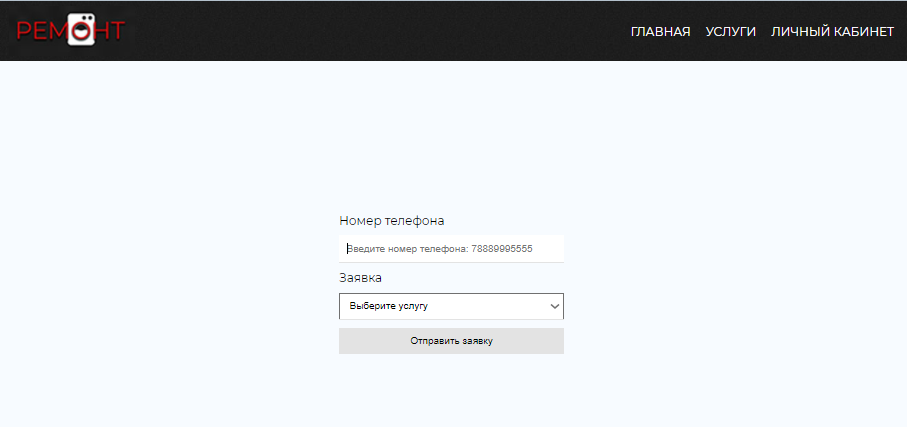 РЕМОНТ
ГЛАВНАЯ УСЛУГИ ЛИЧНЫЙ КАБИНЕТ
Номер телефона
Введите номер телефона: 78889995555
Заявка
Выберите услугу
Отправить заявку